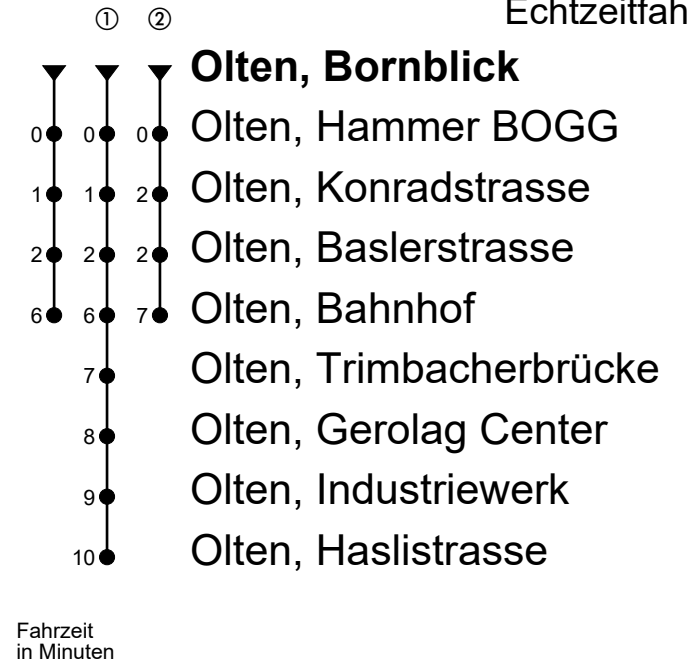 Echtzeitfah
① ②
Olten, Bornblick
0 0 0 Olten, Hammer BOGG
1 1 2 Olten, Konradstrasse
2 2 2 Olten, Baslerstrasse
6 6 7 Olten, Bahnhof
7 Olten, Trimbacherbrücke
8 Olten, Gerolag Center
9 Olten, Industriewerk
10 Olten, Haslistrasse
Fahrzeit
in Minuten